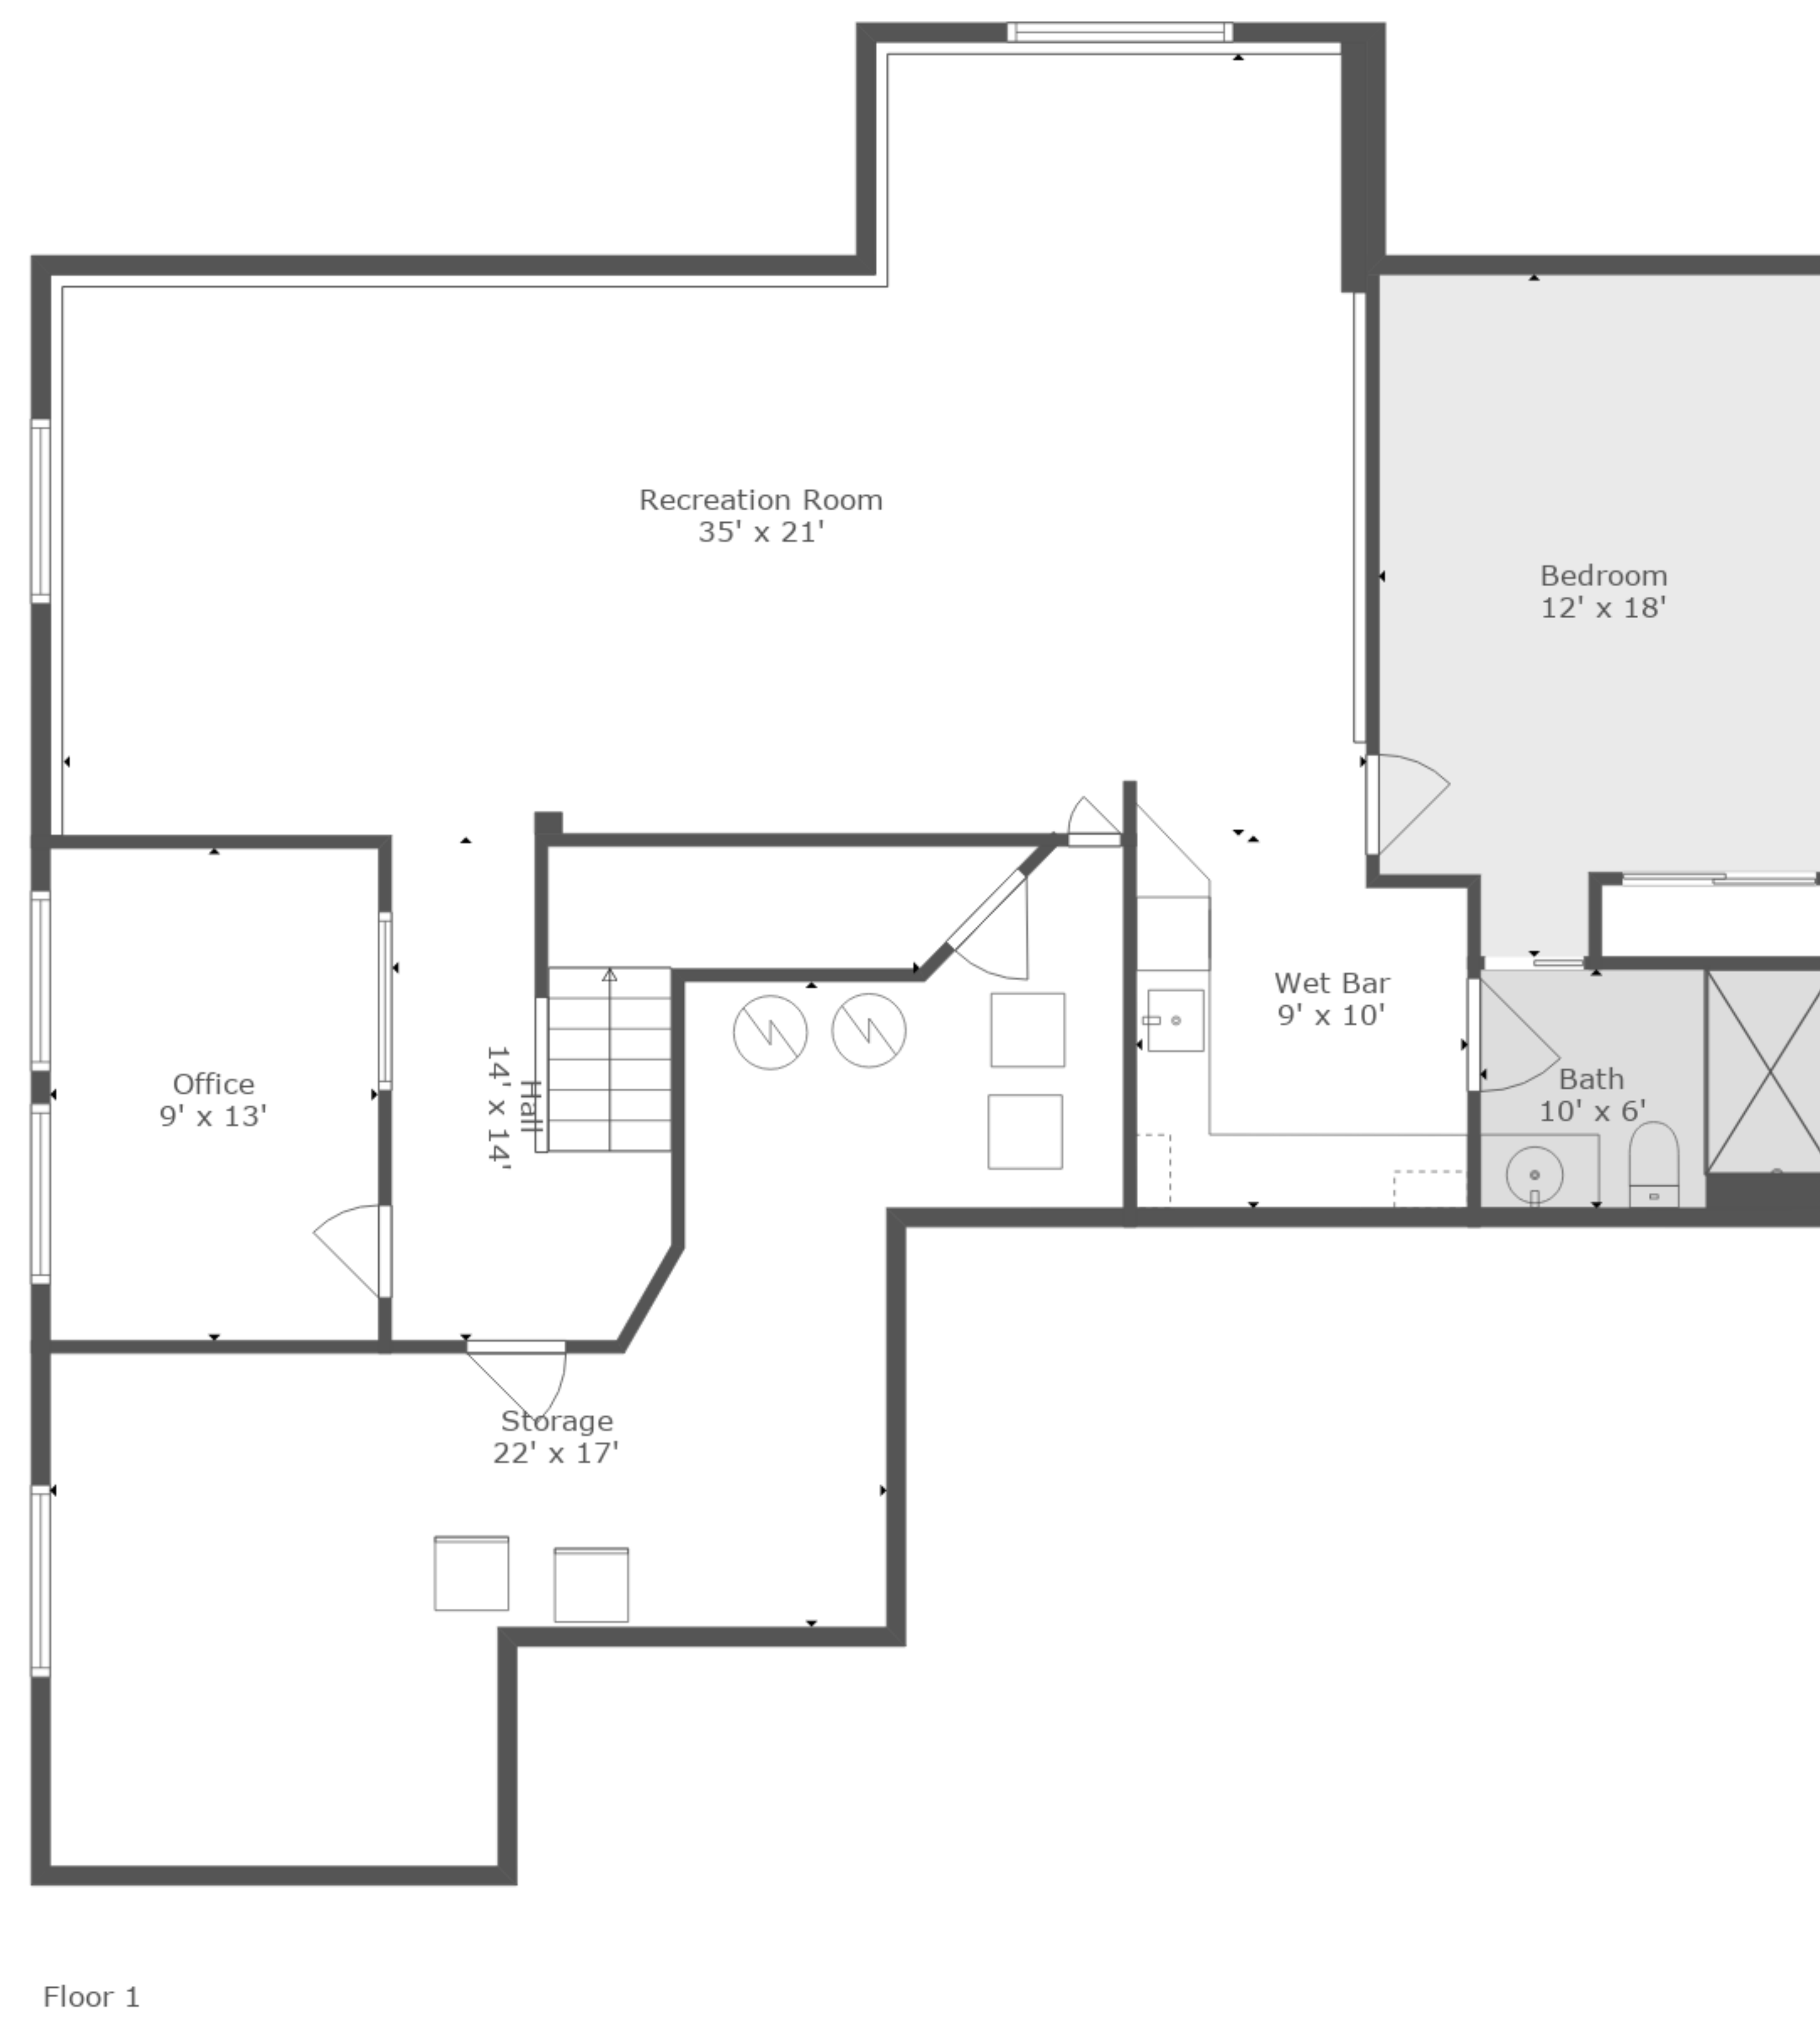 Recreation Room
35' x 21'
Bedroom
12' x 18'
Wet Bar
9' x 10'
Office
9' x 13'
Hall
14' x 14'
Bath
10' x 6'
Storage
22' x 17'
Floor 1